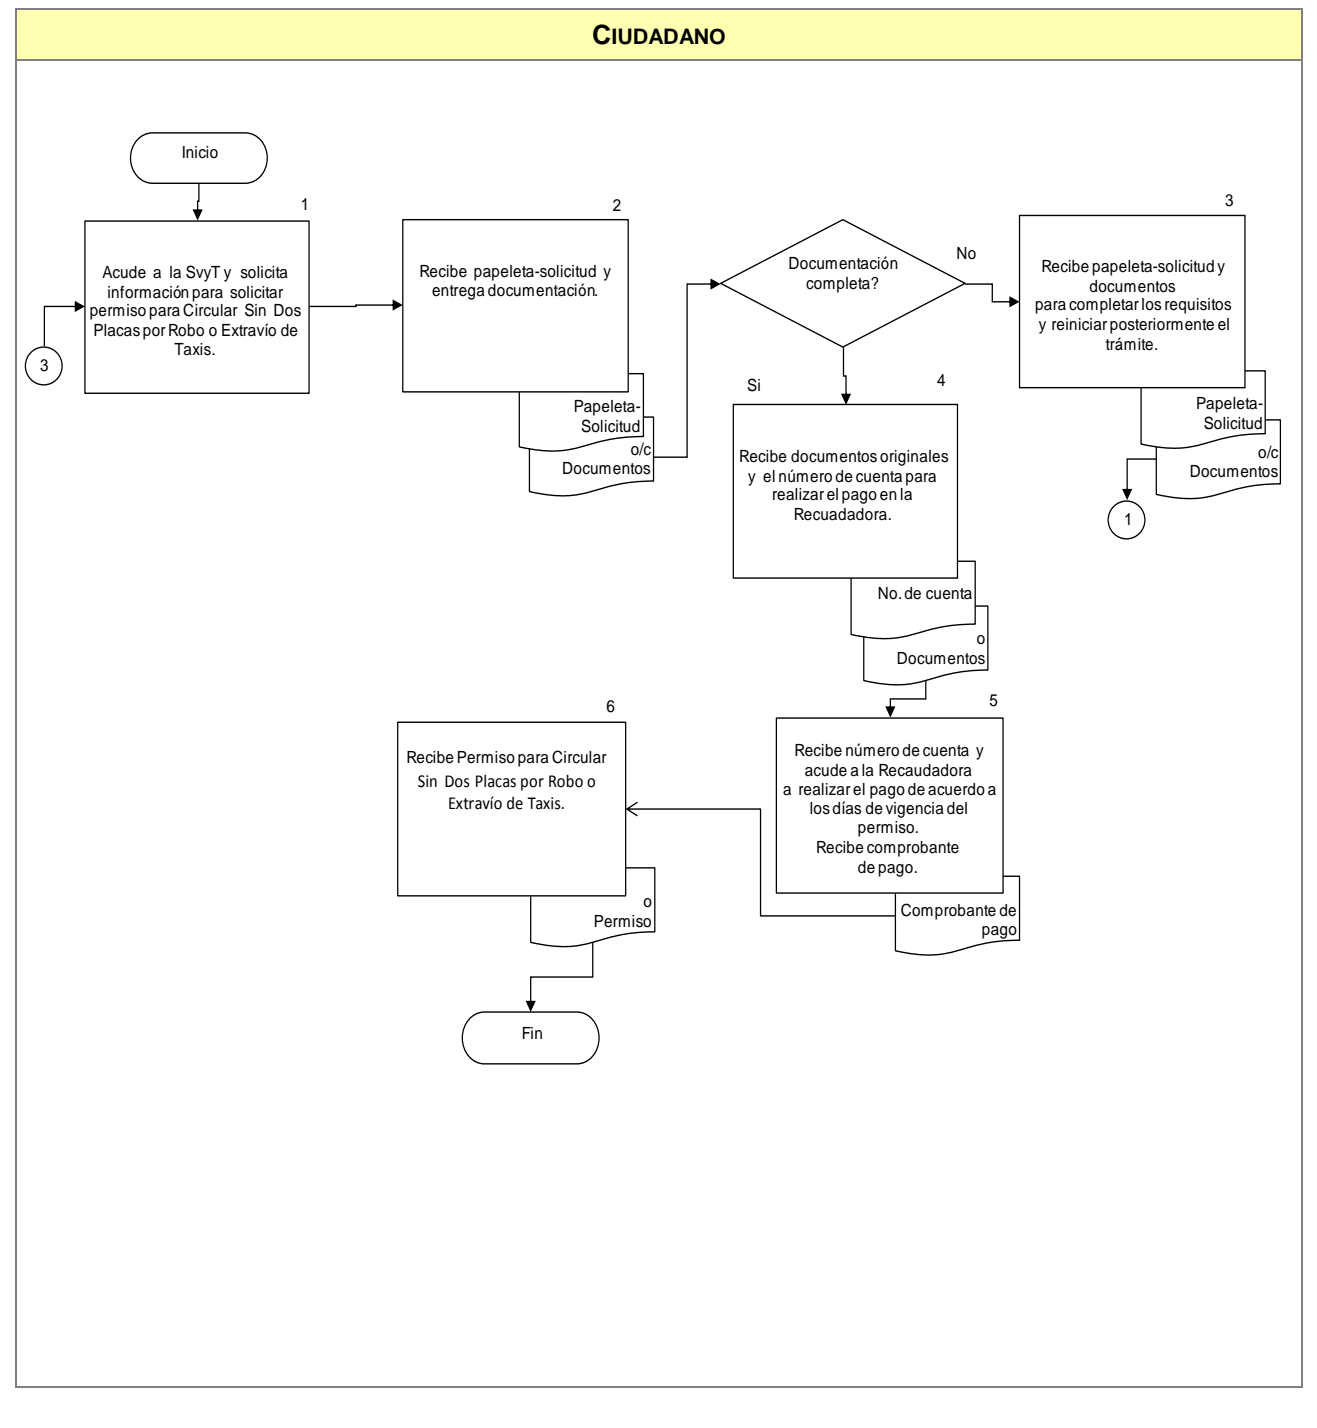 CIUDADANO
Inicio
1
Acude a la SvyT y solicita
información para solicitar
permiso para Circular Sin Dos
Placas por Robo o Extravío de
Taxis.
3
2
Recibe papeleta-solicitud y
entrega documentación.
Papeleta-
Solicitud
o/c
Documentos
Documentación
completa?
No
Si
3
Recibe papeleta-solicitud y
documentos
para completar los requisitos
y reiniciar posteriormente el
trámite.
Papeleta-
Solicitud
o/c
Documentos
1
4
Recibe documentos originales
y el número de cuenta para
realizar el pago en la
Recuadadora.
No. de cuenta
o
Documentos
5
Recibe número de cuenta y
acude a la Recaudadora
a realizar el pago de acuerdo a
los días de vigencia del
permiso.
Recibe comprobante
de pago.
Comprobante de
pago
6
Recibe Permiso para Circular
Sin Dos Placas por Robo o
Extravío de Taxis.
o
Permiso
Fin